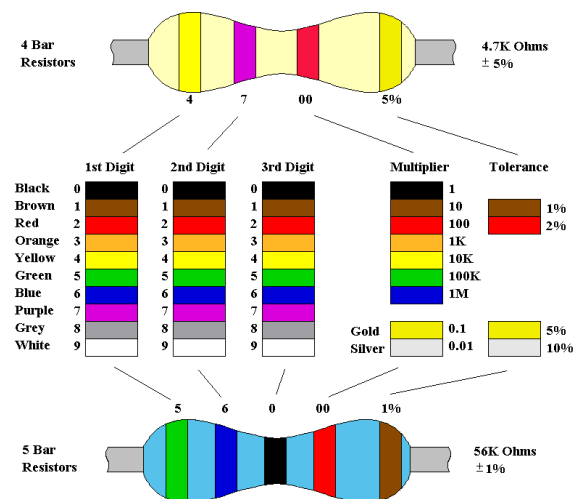 4 Bar
Resistors
4.7K Ohms
± 5%
4 7 00 5%
1st Digit 2nd Digit 3rd Digit Multiplier Tolerance
Black 0 0 0 1
Brown 1 1 1 10 1%
Red 2 2 2 100 2%
Orange 3 3 3 1K
Yellow 4 4 4 10K
Green 5 5 5 100K
Blue 6 6 6 1M
Purple 7 7 7
Grey 8 8 8 Gold 0.1 5%
White 9 9 9 Silver 0.01 10%
5 6 0 00 1%
5 Bar
Resistors
56K Ohms
±1%